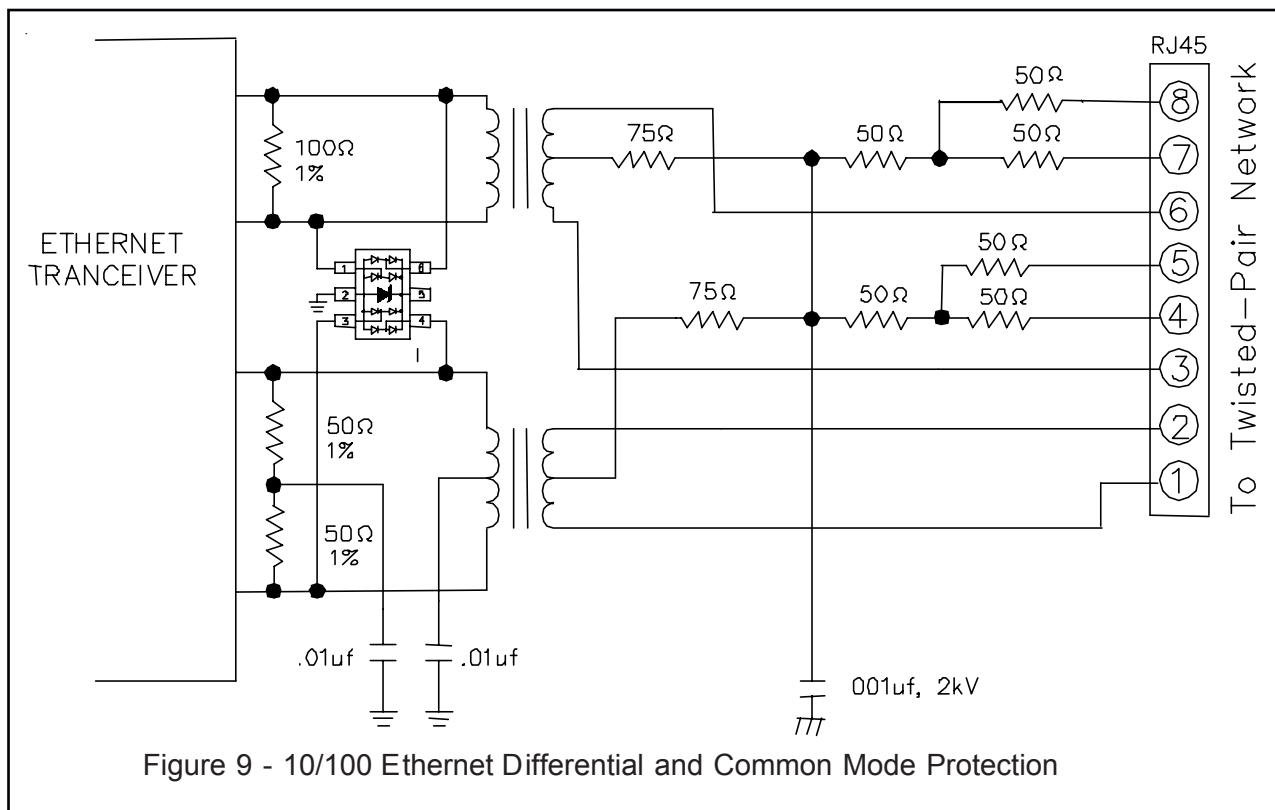 RJ45
50Ω
8
100Ω
1%
75Ω
50Ω
50Ω
7
6
ETHERNET
TRANCEIVER
1
6
2
5
3
4
50Ω
5
75Ω
50Ω
50Ω
4
3
50Ω
1%
2
1
50Ω
1%
.01uf
.01uf
001uf, 2kV
To Twisted-Pair Network
Figure 9 - 10/100 Ethernet Differential and Common Mode Protection